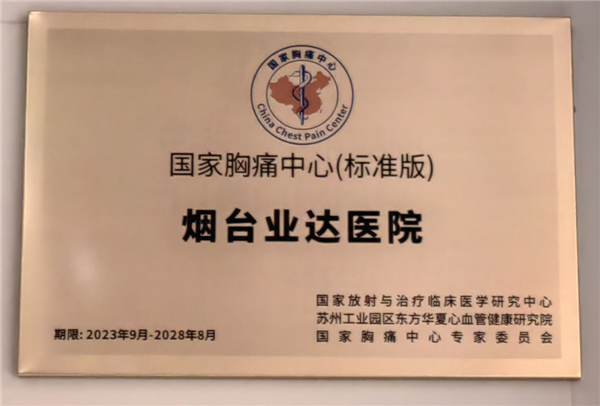 国家胸痛中心
China Chest Pain Center
国家胸痛中心(标准版)
烟台业达医院
国家放射与治疗临床医学研究中心
苏州工业园区东方华夏心血管健康研究院
期限: 2023年9月-2028年8月
国家胸痛中心专家委员会